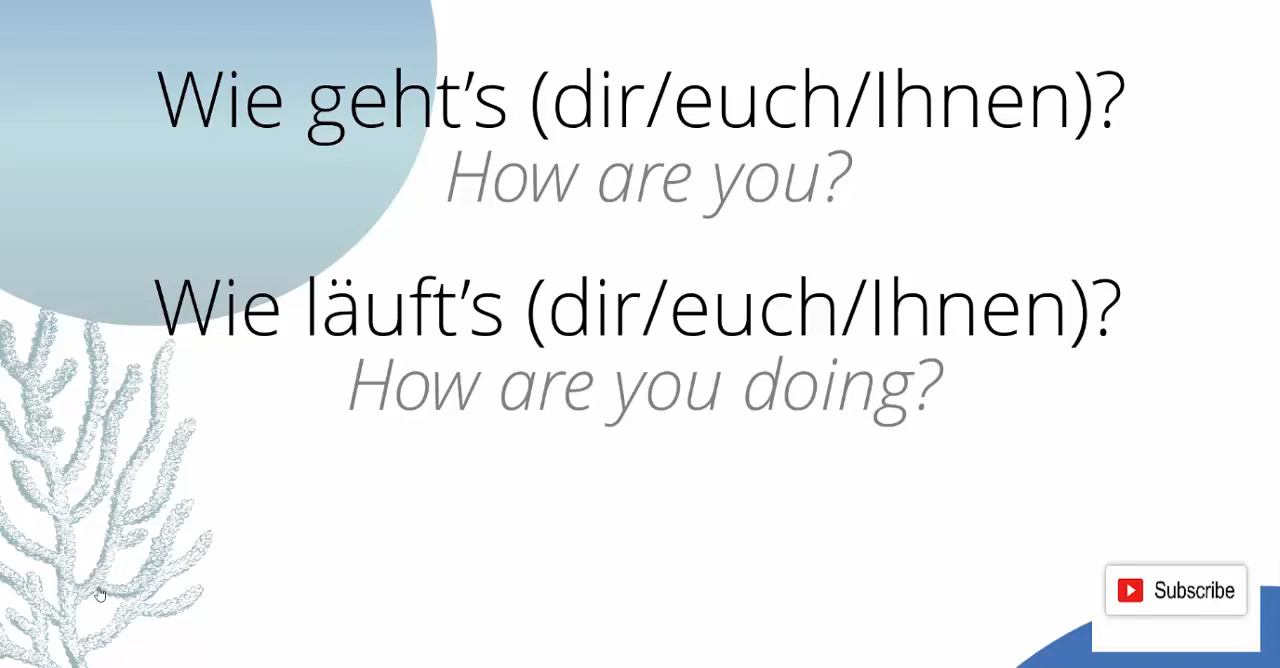 Wie geht’s (dir/euch/Ihnen)?
How are you?
Wie läuft’s (dir/euch/Ihnen)?
How are you doing?
Subscribe